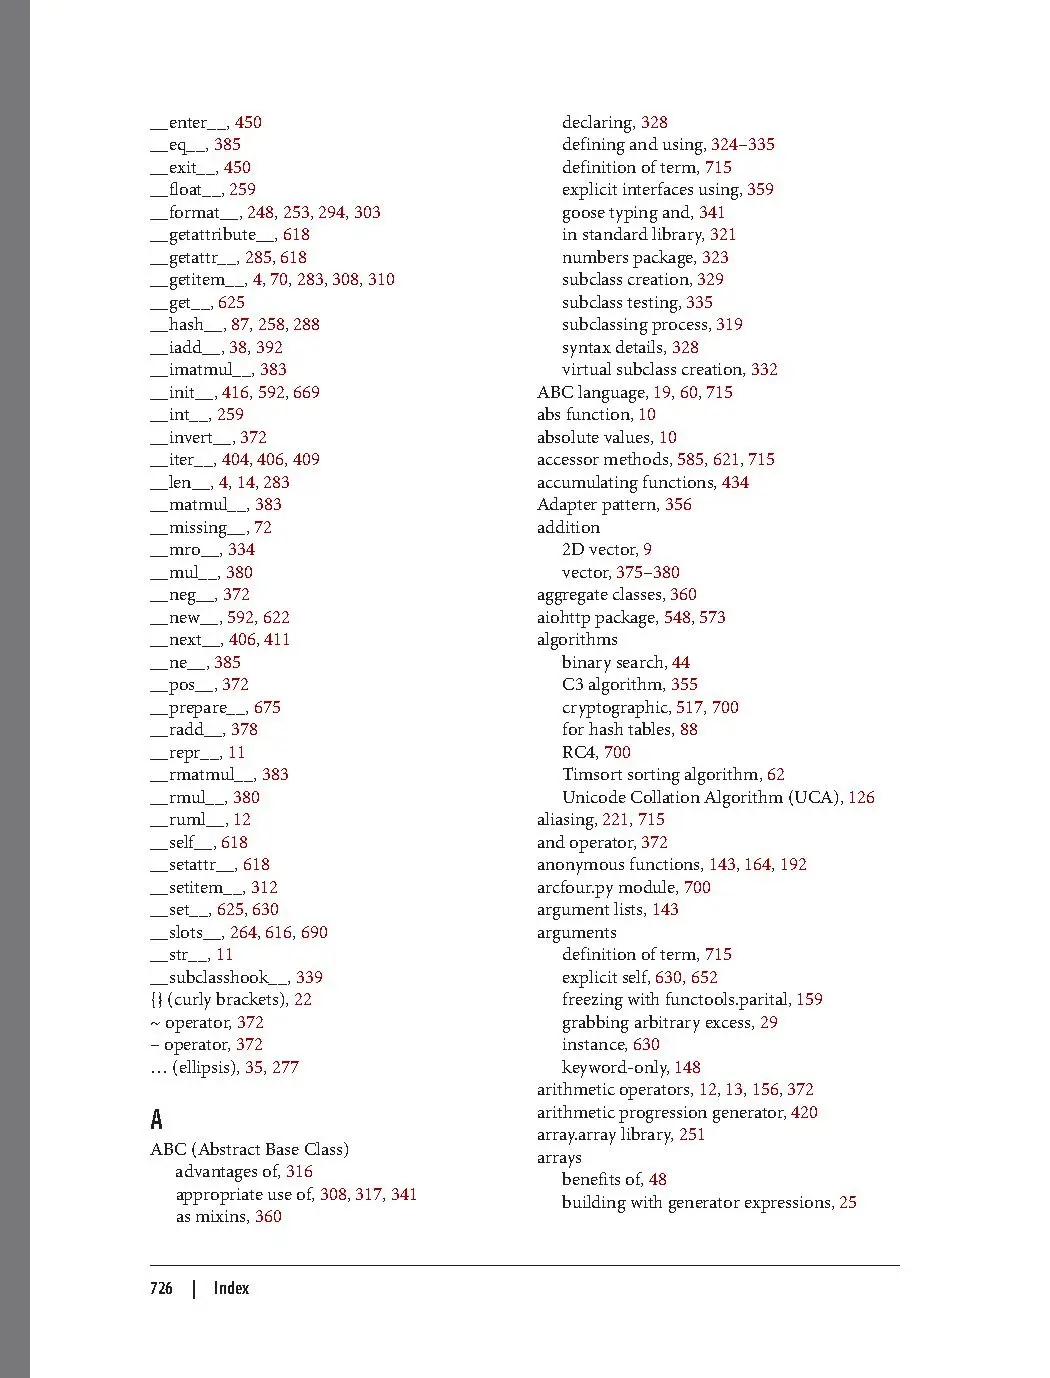 __enter__, 450
__eq__, 385
__exit__, 450
__float__, 259
__format__, 248, 253, 294, 303
__getattribute__, 618
__getattr__, 285, 618
__getitem__, 4, 70, 283, 308, 310
__get__, 625
__hash__, 87, 258, 288
__iadd__, 38, 392
__imatmul__, 383
__init__, 416, 592, 669
__int__, 259
__invert__, 372
__iter__, 404, 406, 409
__len__, 4, 14, 283
__matmul__, 383
__missing__, 72
__mro__, 334
__mul__, 380
__neg__, 372
__new__, 592, 622
__next__, 406, 411
__ne__, 385
__pos__, 372
__prepare__, 675
__radd__, 378
__repr__, 11
__rmatmul__, 383
__rmul__, 380
__ruml__, 12
__self__, 618
__setattr__, 618
__setitem__, 312
__set__, 625, 630
__slots__, 264, 616, 690
__str__, 11
__subclasshook__, 339
{} (curly brackets), 22
~ operator, 372
– operator, 372
… (ellipsis), 35, 277
A
ABC (Abstract Base Class)
advantages of, 316
appropriate use of, 308, 317, 341
as mixins, 360
declaring, 328
defining and using, 324–335
definition of term, 715
explicit interfaces using, 359
goose typing and, 341
in standard library, 321
numbers package, 323
subclass creation, 329
subclass testing, 335
subclassing process, 319
syntax details, 328
virtual subclass creation, 332
ABC language, 19, 60, 715
abs function, 10
absolute values, 10
accessor methods, 585, 621, 715
accumulating functions, 434
Adapter pattern, 356
addition
2D vector, 9
vector, 375–380
aggregate classes, 360
aiohttp package, 548, 573
algorithms
binary search, 44
C3 algorithm, 355
cryptographic, 517, 700
for hash tables, 88
RC4, 700
Timsort sorting algorithm, 62
Unicode Collation Algorithm (UCA), 126
aliasing, 221, 715
and operator, 372
anonymous functions, 143, 164, 192
arcfour.py module, 700
argument lists, 143
arguments
definition of term, 715
explicit self, 630, 652
freezing with functools.parital, 159
grabbing arbitrary excess, 29
instance, 630
keyword-only, 148
arithmetic operators, 12, 13, 156, 372
arithmetic progression generator, 420
array.array library, 251
arrays
benefits of, 48
building with generator expressions, 25
726 | Index